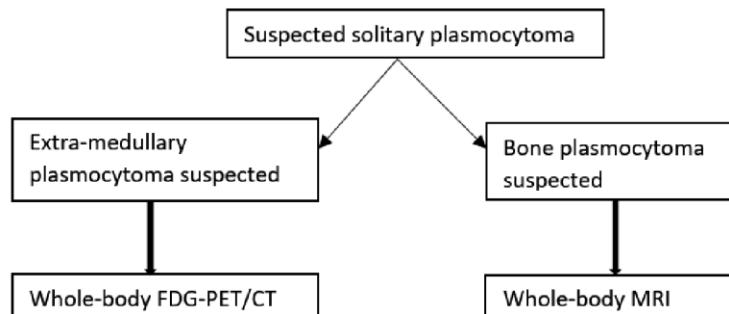 Suspected solitary plasmocytoma
Extra-medullary
plasmocytoma suspected
Bone plasmocytoma
suspected
Whole-body FDG-PET/CT
Whole-body MRI